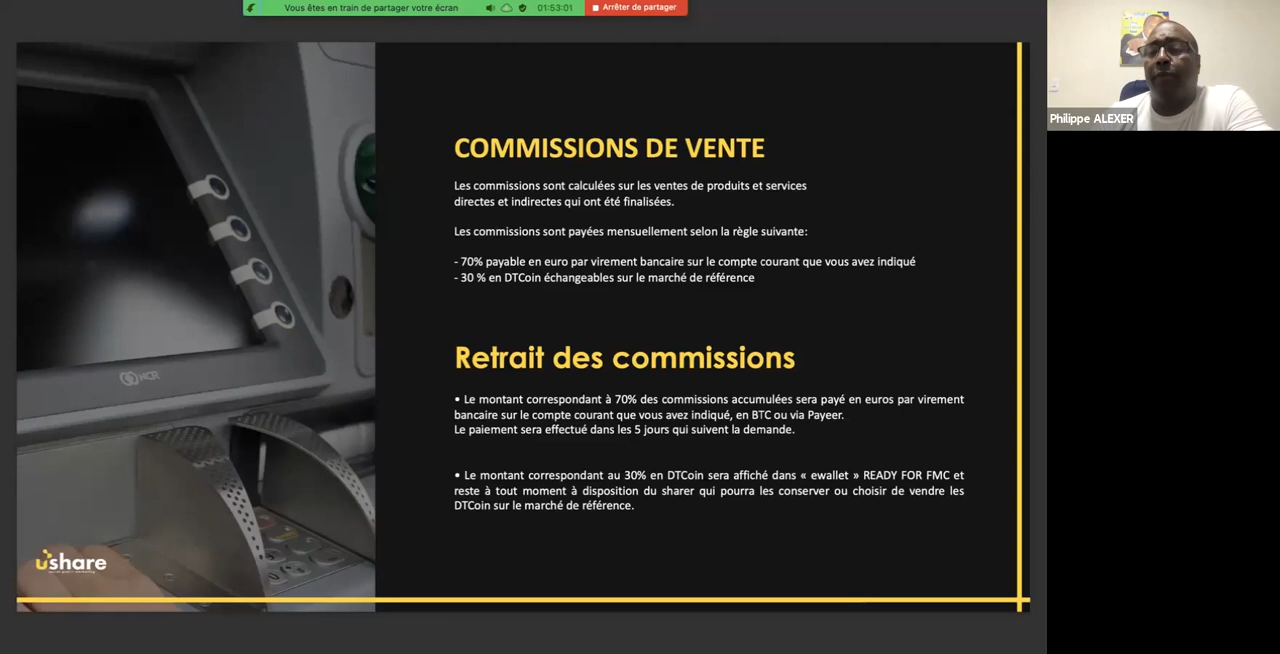 Vous êtes en train de partager votre écran
01:53:01
Arrêter de partager
Philippe ALEXER
COMMISSIONS DE VENTE
Les commissions sont calculées sur les ventes de produits et services
directes et indirectes qui ont été finalisées.
Les commissions sont payées mensuellement selon la règle suivante:
- 70% payable en euro par virement bancaire sur le compte courant que vous avez indiqué
- 30 % en DTCoin échangeables sur le marché de référence
Retrait des commissions
• Le montant correspondant à 70% des commissions accumulées sera payé en euros par virement
bancaire sur le compte courant que vous avez indiqué, en BTC ou via Payeer.
Le paiement sera effectué dans les 5 jours qui suivent la demande.
• Le montant correspondant au 30% en DTCoin sera affiché dans « ewallet » READY FOR FMC et
reste à tout moment à disposition du sharer qui pourra les conserver ou choisir de vendre les
DTCoin sur le marché de référence.
NCR
ushare